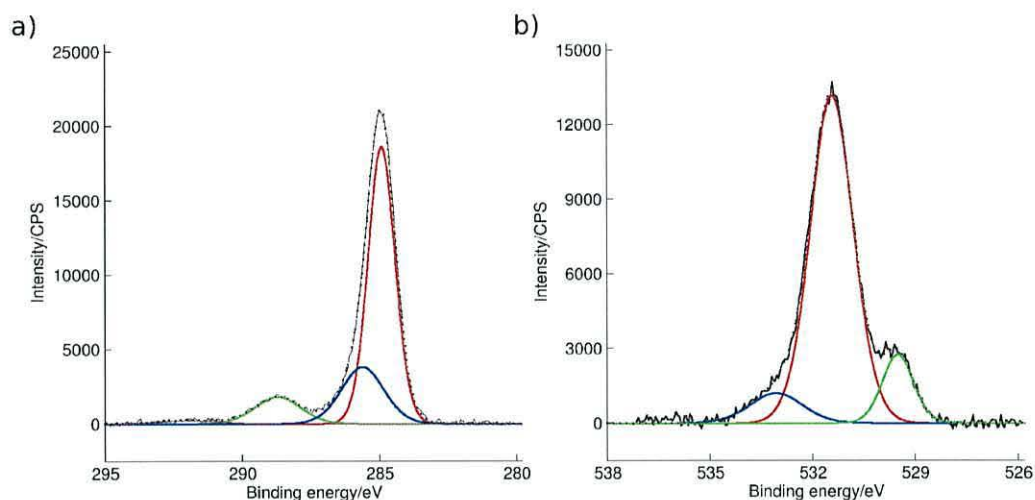 a)
25000
20000
15000
10000
5000
0
Intensity/CPS
295 290 285 280
Binding energy/eV
b)
15000
12000
9000
6000
3000
0
Intensity/CPS
538 535 532 529 526
Binding energy/eV